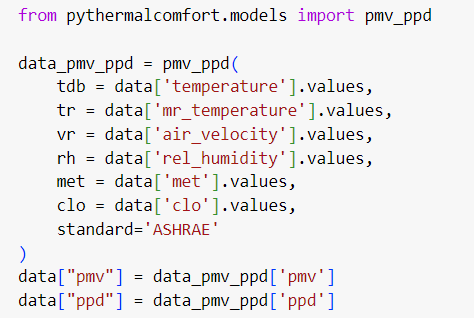 from pythermalcomfort.models import pmv_ppd
data_pmv_ppd = pmv_ppd(
    tdb = data['temperature'].values,
    tr = data['mr_temperature'].values,
    vr = data['air_velocity'].values,
    rh = data['rel_humidity'].values,
    met = data['met'].values,
    clo = data['clo'].values,
    standard='ASHRAE'
)
data["pmv"] = data_pmv_ppd['pmv']
data["ppd"] = data_pmv_ppd['ppd']